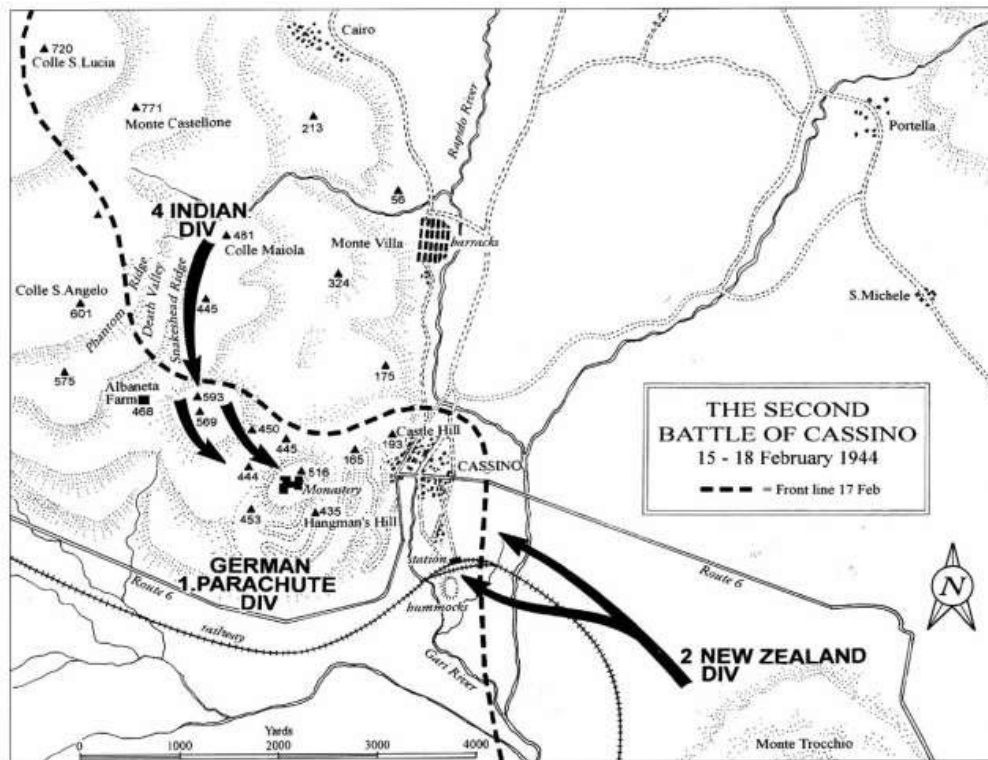 720
Colle S.Lucia
Cairo
771
Monte Castellone
213
Rapido River
Portella
56
4 INDIAN
DIV
481
Colle Maiola
Monte Villa
barracks
324
Colle S.Angelo
601
Phantom Ridge
Death Valley
Snakeshead Ridge
445
S.Michele
575
Albaneta
Farm
468
593
569
175
450
445
193
Castle Hill
165
CASSINO
444
516
Monastery
453
435
Hangman's Hill
THE SECOND
BATTLE OF CASSINO
15 - 18 February 1944
Front line 17 Feb
GERMAN
1.PARACHUTE
DIV
Route 6
station
hummocks
Route 6
railway
Gari River
N
2 NEW ZEALAND
DIV
Yards
0 1000 2000 3000 4000
Monte Trocchio